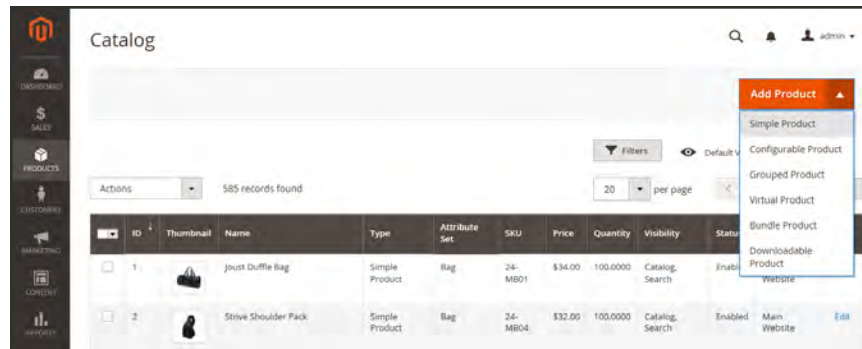 Catalog
admin
DASHBOARD
SALES
PRODUCTS
CUSTOMERS
MARKETING
CONTENT
REPORTS
Add Product
Simple Product
Configurable Product
Grouped Product
Virtual Product
Bundle Product
Downloadable
Product
Filters
Default V
Actions
585 records found
20
per page
ID Thumbnail Name Type Attribute Set SKU Price Quantity Visibility Status
1 Joust Duffle Bag Simple Product Bag 24-MB01 $34.00 100.0000 Catalog, Search Enabl Website
2 Strive Shoulder Pack Simple Product Bag 24-MB04 $32.00 100.0000 Catalog, Search Enabled Main Website Edit